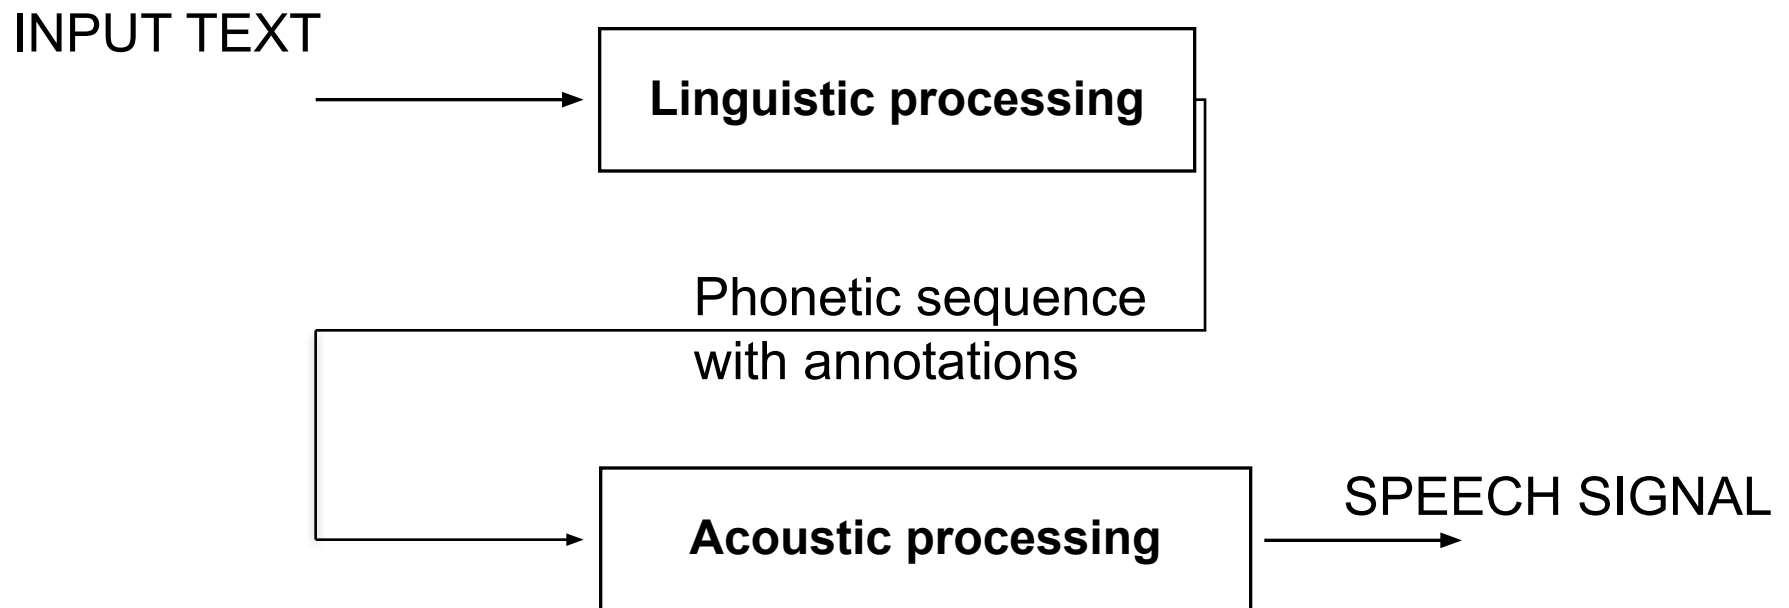 INPUT TEXT
Linguistic processing
Phonetic sequence
with annotations
SPEECH SIGNAL
Acoustic processing